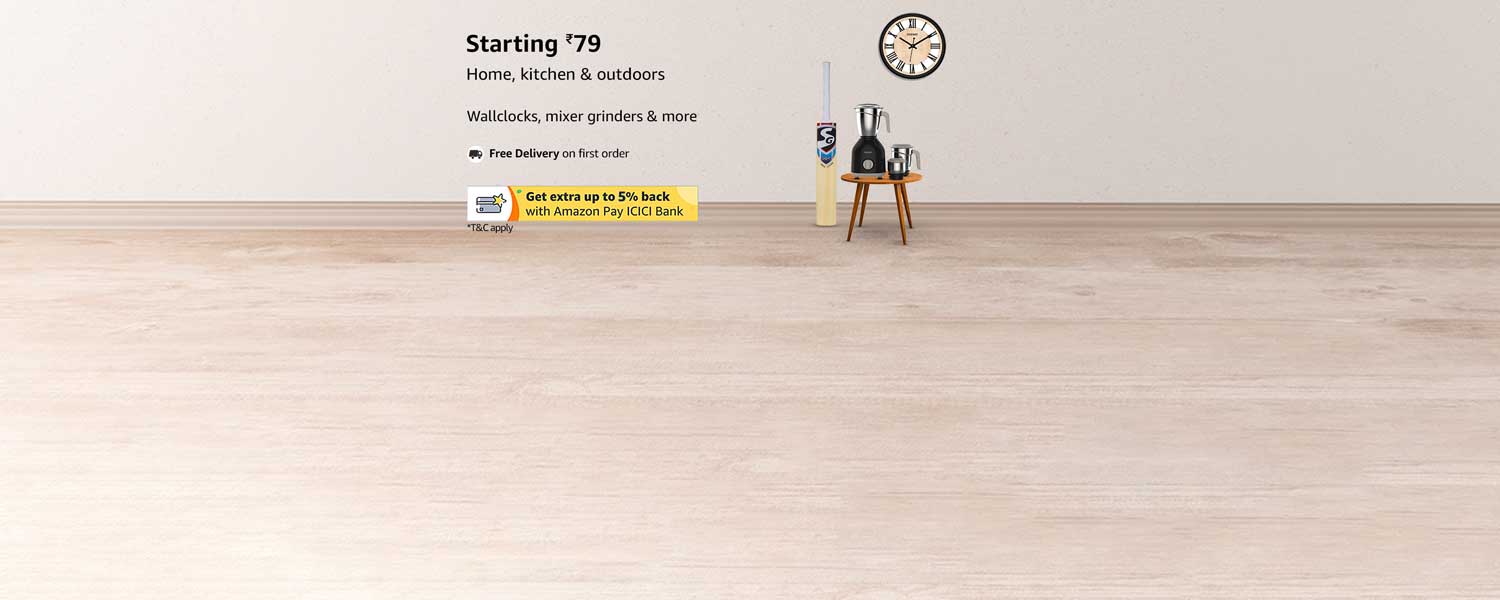 Starting ₹79
Home, kitchen & outdoors
Wallclocks, mixer grinders & more
Free Delivery on first order
Get extra up to 5% back
with Amazon Pay ICICI Bank
*T&C apply
SG